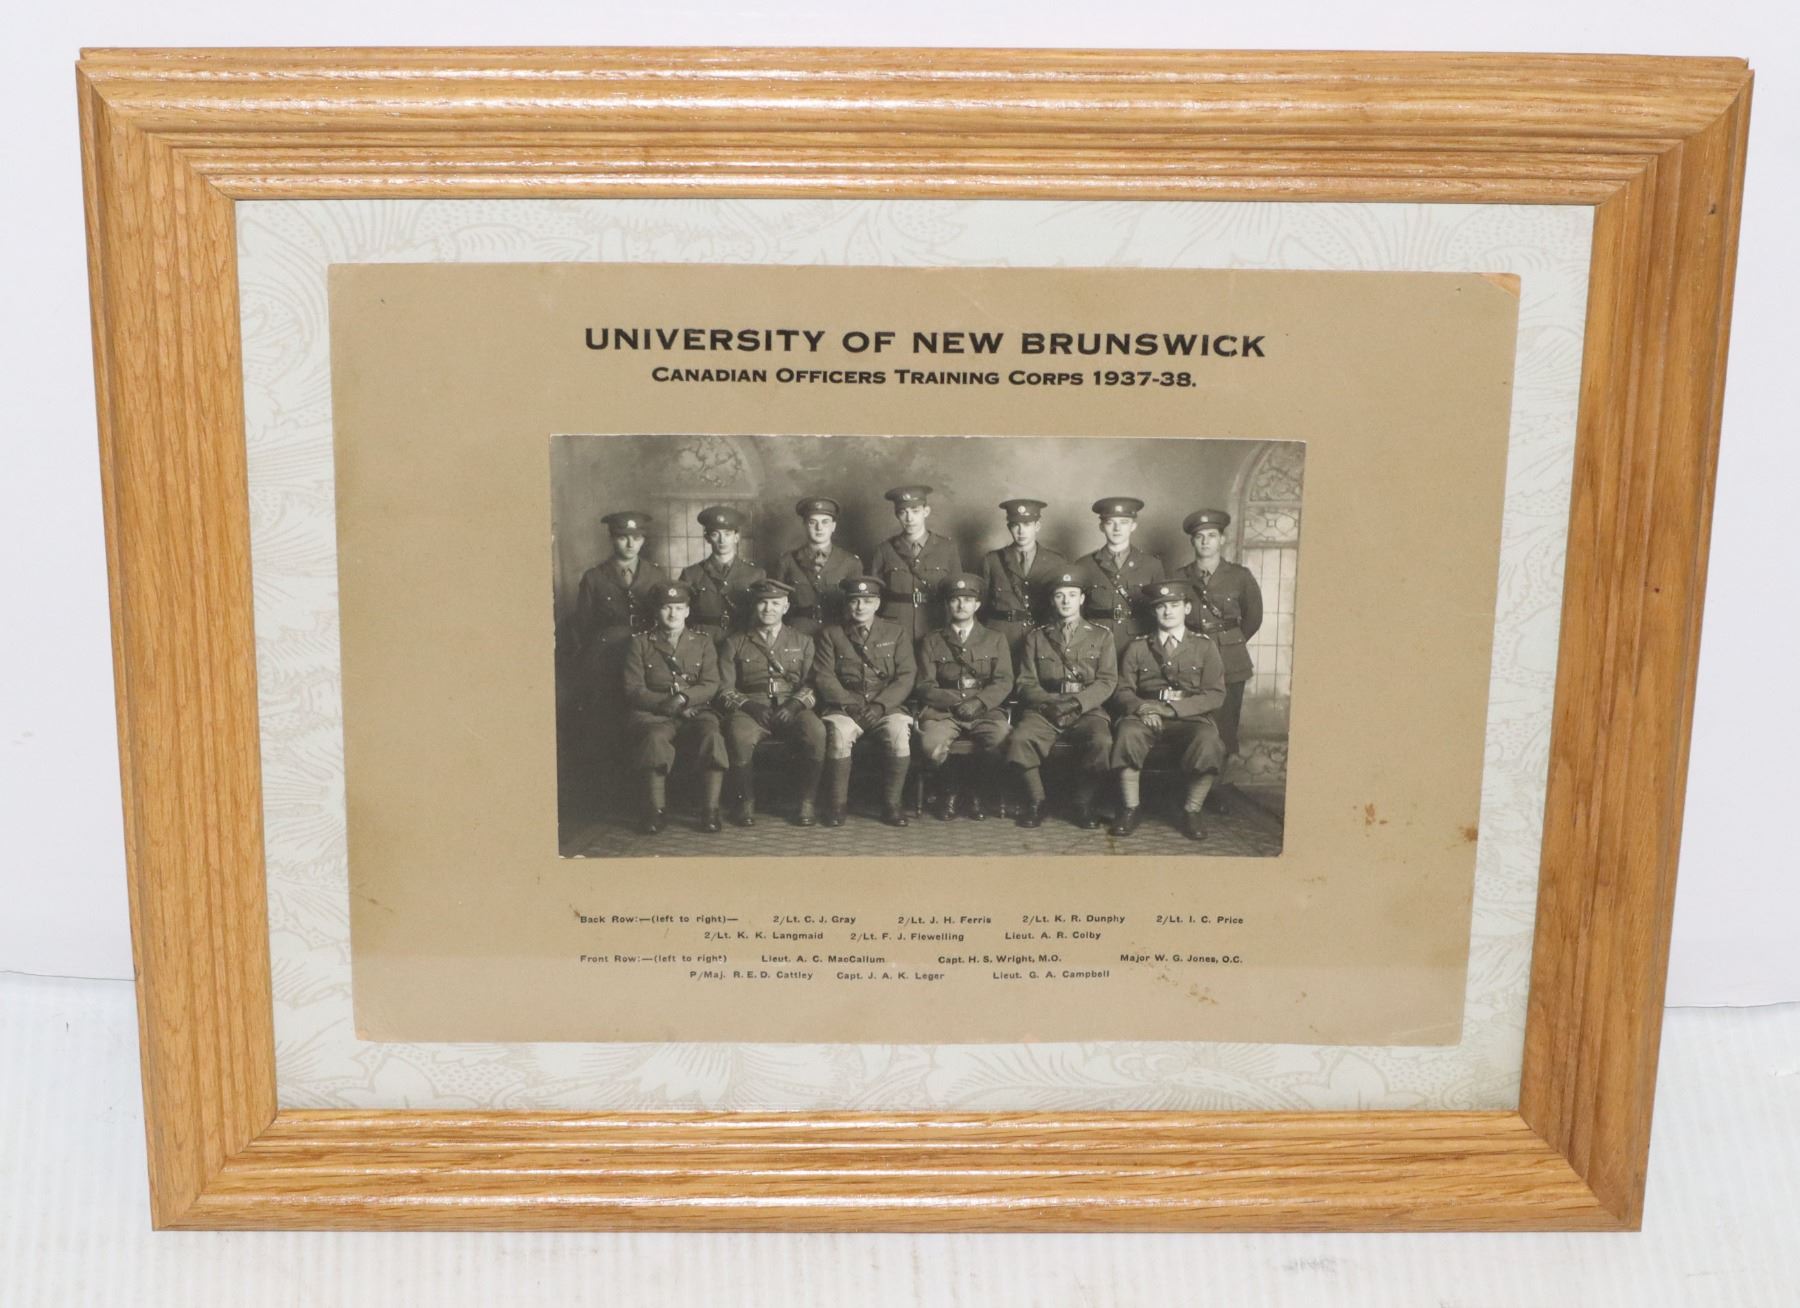 UNIVERSITY OF NEW BRUNSWICK
CANADIAN OFFICERS TRAINING CORPS 1937-38.
Back Row:—(left to right)— 2/Lt. C. J. Gray 2/Lt. J. H. Ferris 2/Lt. K. R. Dunphy 2/Lt. I. C. Price
2/Lt. K. K. Langmaid 2/Lt. F. J. Flewelling Lieut. A. R. Colby
Front Row:—(left to right) Lieut. A. C. MacCallum Capt. H. S. Wright, M.O. Major W. G. Jones, O.C.
P/Maj. R. E. D. Cattley Capt. J. A. K. Leger Lieut. G. A. Campbell